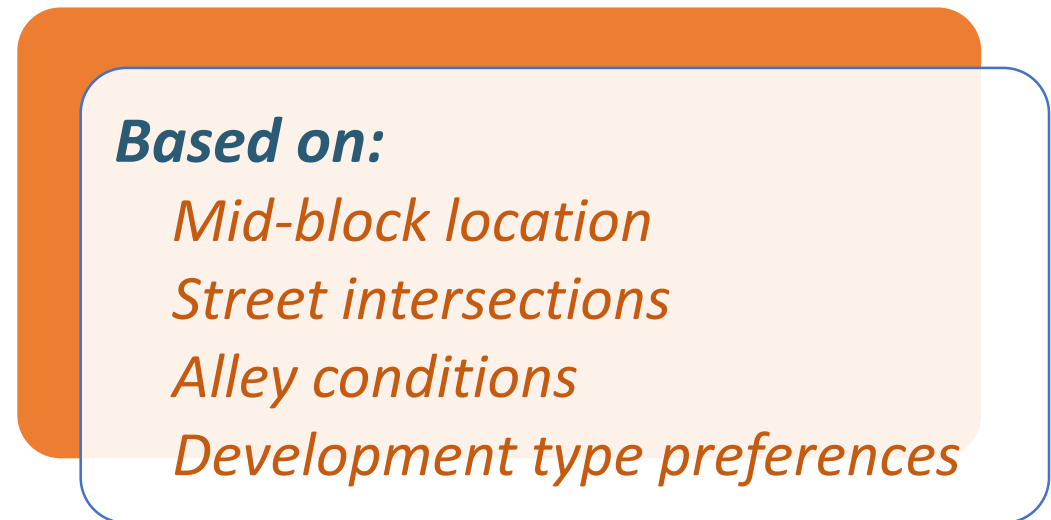 Based on:
Mid-block location
Street intersections
Alley conditions
Development type preferences